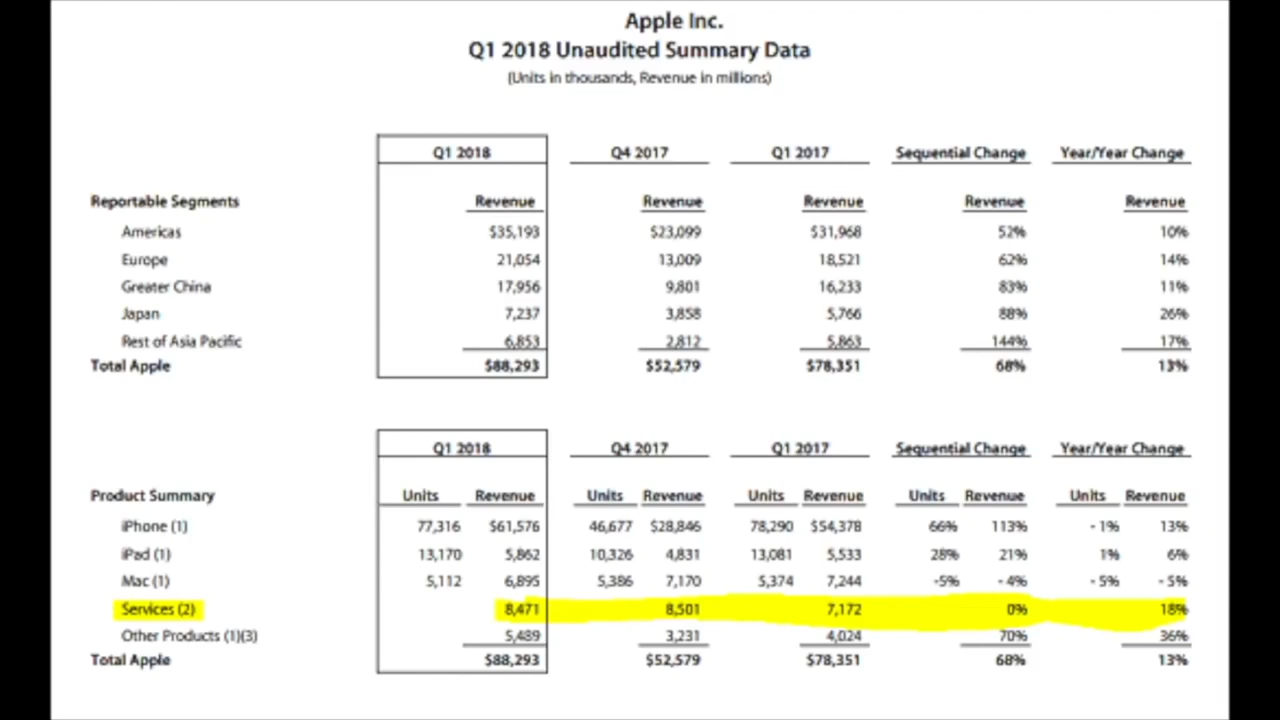 Apple Inc.
Q1 2018 Unaudited Summary Data
(Units in thousands, Revenue in millions)
Q1 2018 Q4 2017 Q1 2017 Sequential Change Year/Year Change
Reportable Segments Revenue Revenue Revenue Revenue Revenue
Americas $35,193 $23,099 $31,968 52% 10%
Europe 21,054 13,009 18,521 62% 14%
Greater China 17,956 9,801 16,233 83% 11%
Japan 7,237 3,858 5,766 88% 26%
Rest of Asia Pacific 6,853 2,812 5,863 144% 17%
Total Apple $88,293 $52,579 $78,351 68% 13%
Q1 2018 Q4 2017 Q1 2017 Sequential Change Year/Year Change
Product Summary Units Revenue Units Revenue Units Revenue Units Revenue Units Revenue
iPhone (1) 77,316 $61,576 46,677 $28,846 78,290 $54,378 66% 113% - 1% 13%
iPad (1) 13,170 5,862 10,326 4,831 13,081 5,533 28% 21% 1% 6%
Mac (1) 5,112 6,895 5,386 7,170 5,374 7,244 -5% - 4% - 5% - 5%
Services (2) 8,471 8,501 7,172 0% 18%
Other Products (1)(3) 5,489 3,231 4,024 70% 36%
Total Apple $88,293 $52,579 $78,351 68% 13%